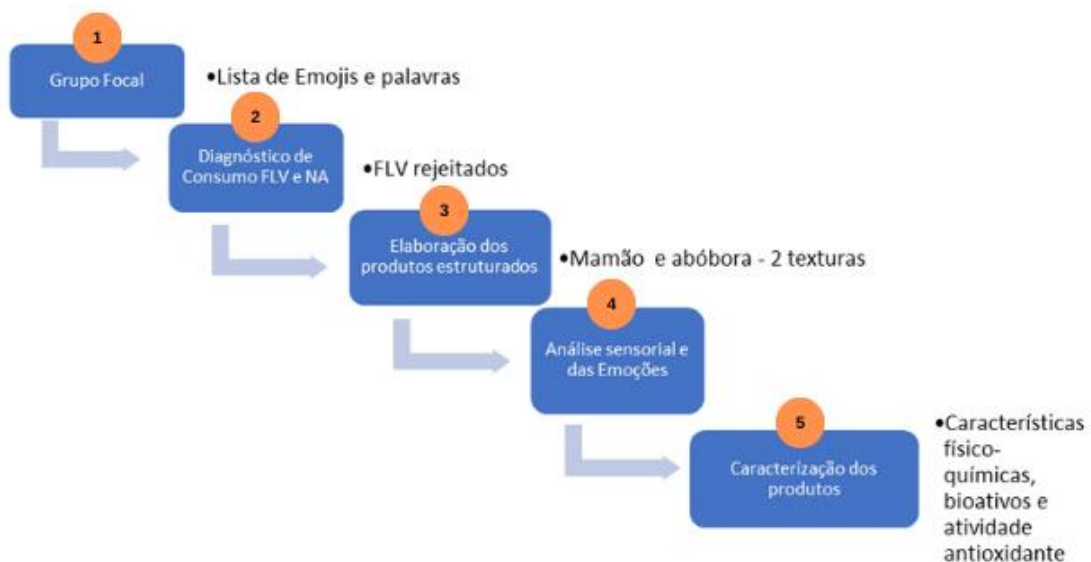 1
Grupo Focal
•Lista de Emojis e palavras
2
Diagnóstico de
Consumo FLV e NA
•FLV rejeitados
3
Elaboração dos
produtos estruturados
•Mamão e abóbora - 2 texturas
4
Análise sensorial e
das Emoções
5
Caracterização dos
produtos
•Características
físico-
químicas,
bioativos e
atividade
antioxidante